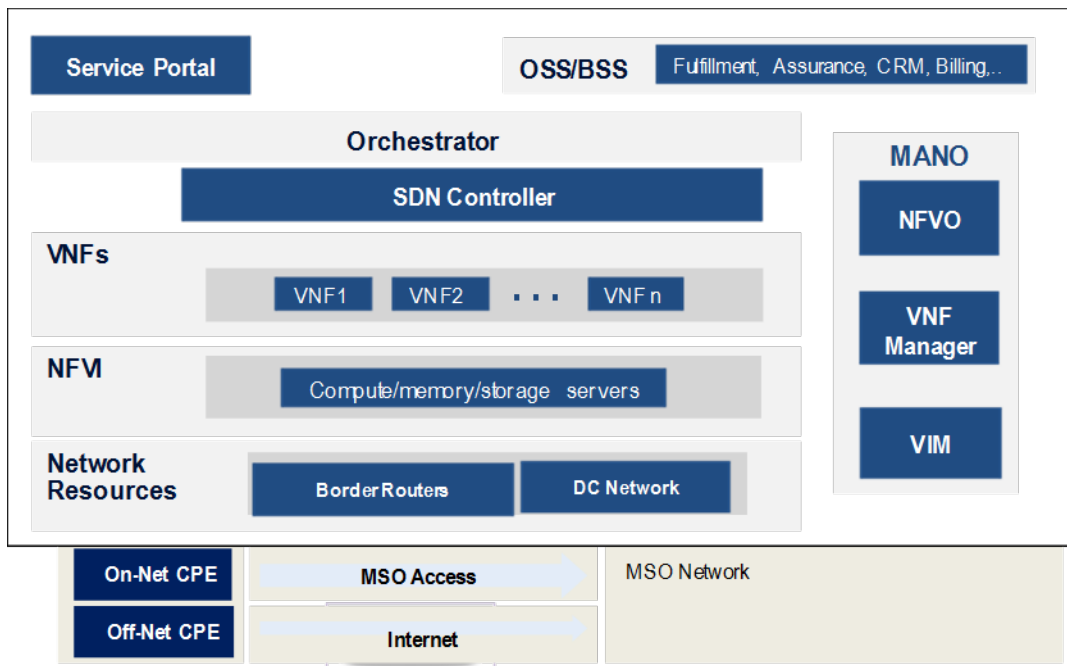 Service Portal
OSS/BSS
Fulfillment, Assurance, CRM, Billing,..
Orchestrator
SDN Controller
MANO
NFVO
VNF
Manager
VIM
VNFs
VNF1
VNF2
...
VNF n
NFVI
Compute/memory/storage servers
Network
Resources
Border Routers
DC Network
On-Net CPE
MSO Access
MSO Network
Off-Net CPE
Internet